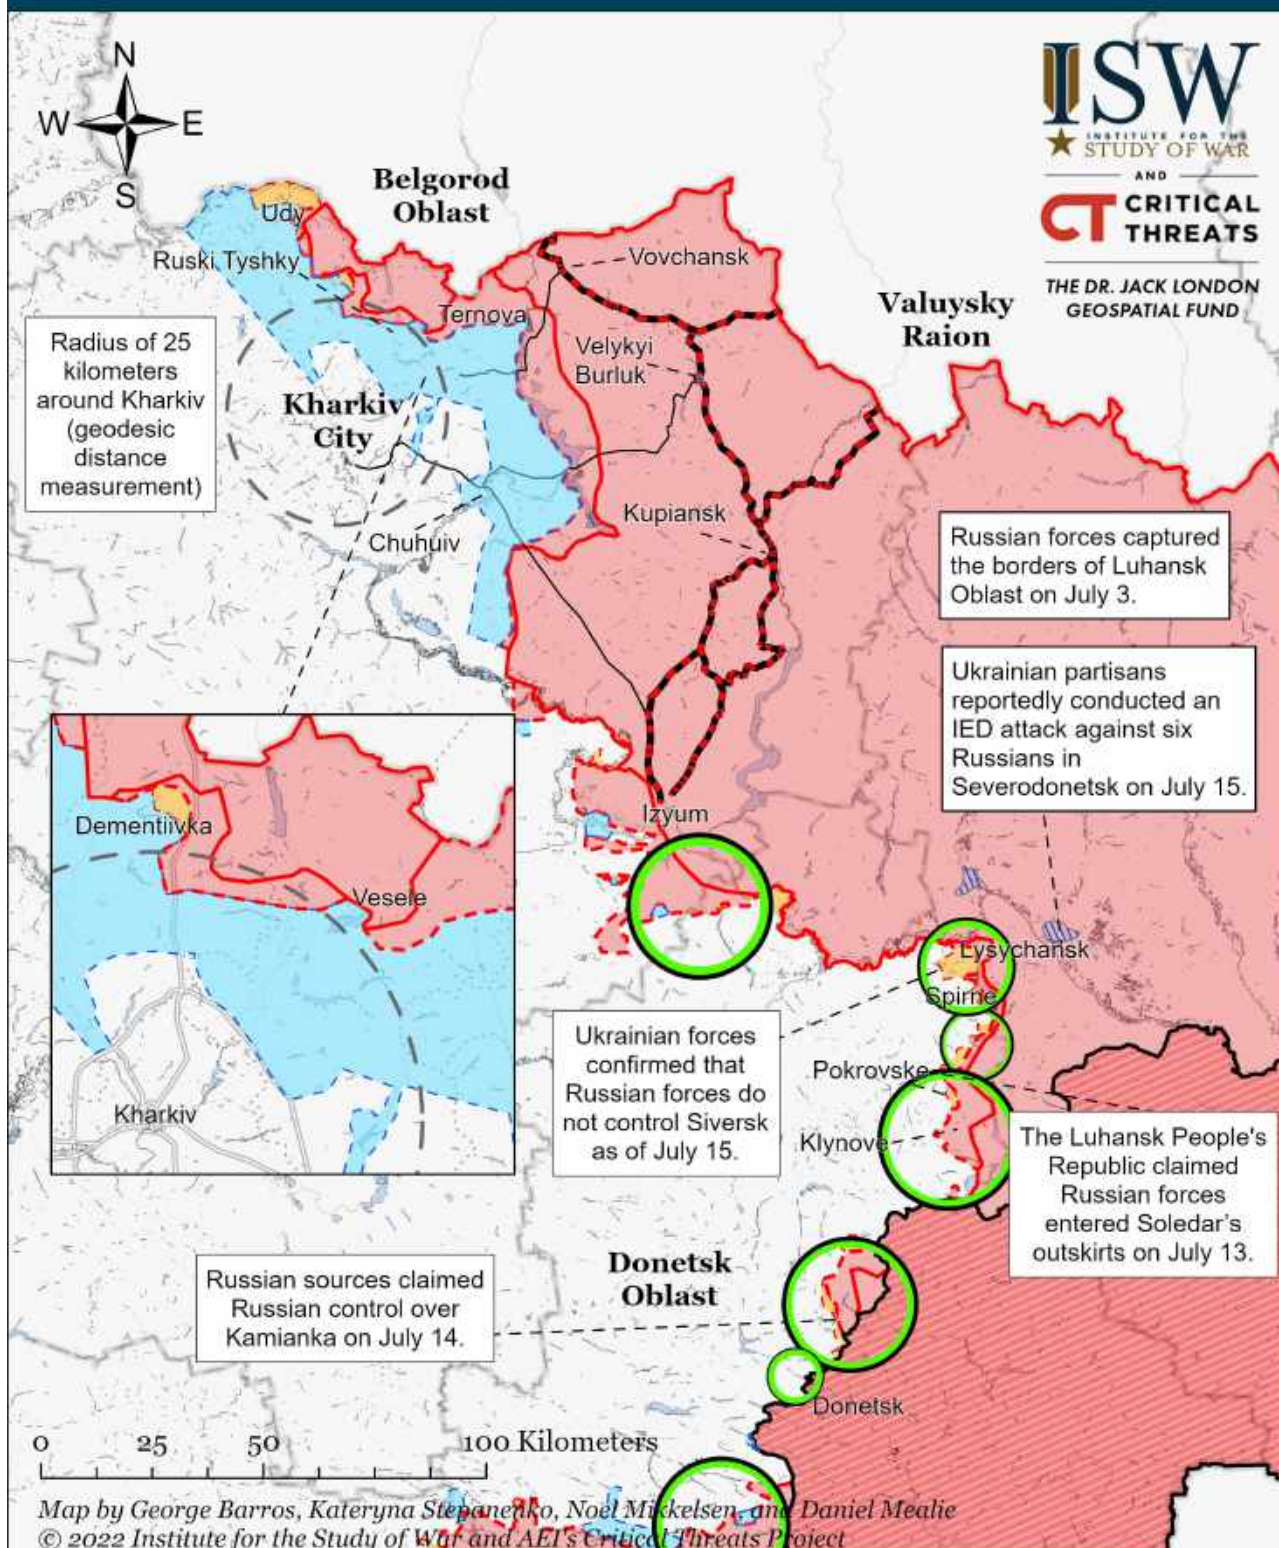 N
W E
S
ISW
INSTITUTE FOR THE
STUDY OF WAR
AND
CT CRITICAL
THREATS
THE DR. JACK LONDON
GEOSPATIAL FUND
Belgorod
Oblast
Udy
Ruski Tyshky
Vovchansk
Ternova
Valuysky
Raion
Velykyi
Burluk
Radius of 25
kilometers
around Kharkiv
(geodesic
distance
measurement)
Kharkiv
City
Kupiansk
Chuhuiv
Russian forces captured
the borders of Luhansk
Oblast on July 3.
Ukrainian partisans
reportedly conducted an
IED attack against six
Russians in
Severodonetsk on July 15.
Izyum
Dementiivka
Vesele
Kharkiv
Lysychansk
Spirne
Ukrainian forces
confirmed that
Russian forces do
not control Siversk
as of July 15.
Pokrovske
Klynove
The Luhansk People's
Republic claimed
Russian forces
entered Soledar's
outskirts on July 13.
Donetsk
Oblast
Russian sources claimed
Russian control over
Kamianka on July 14.
Donetsk
0 25 50 100 Kilometers
Map by George Barros, Kateryna Stepanenko, Noel Mikkelsen, and Daniel Mealie
© 2022 Institute for the Study of War and AEI's Critical Threats Project